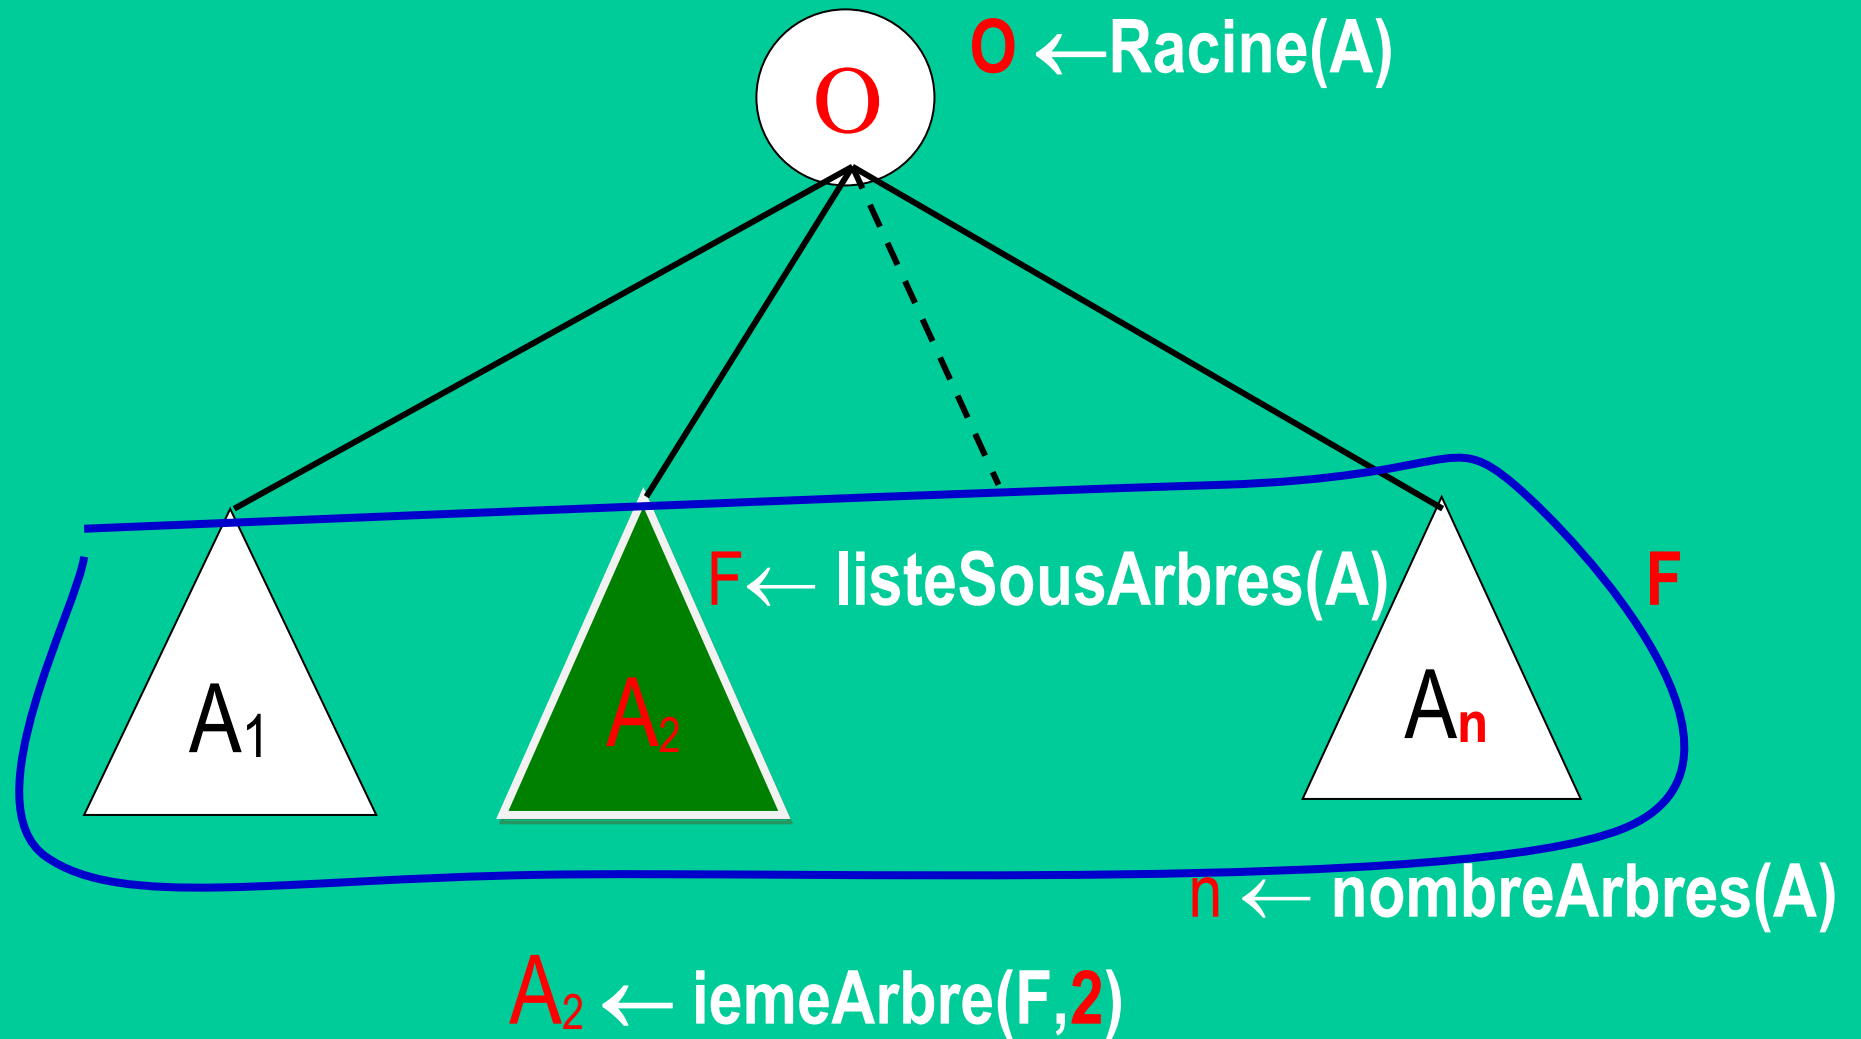 O ←Racine(A)
O
F← listeSousArbres(A)
F
A1
A2
An
n ← nombreArbres(A)
A2 ← iemeArbre(F,2)